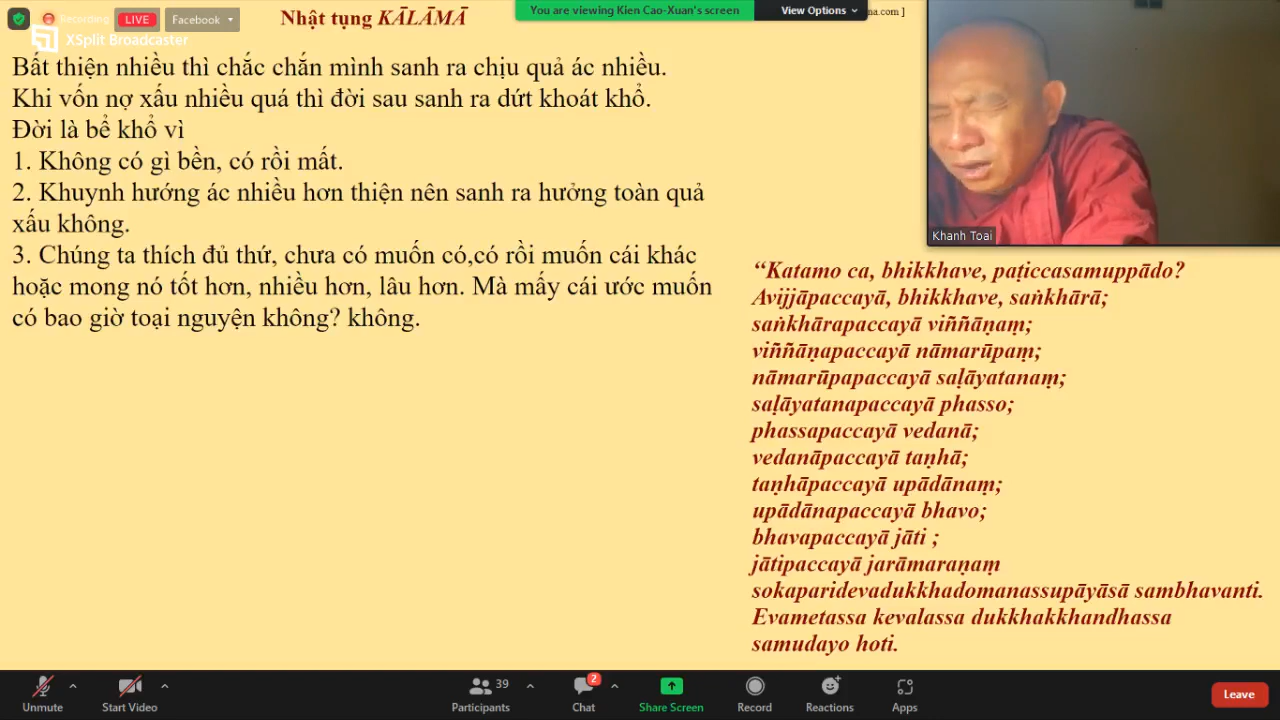 Recording
LIVE
Facebook
XSplit Broadcaster
Nhật tụng KĀLĀMĀ
You are viewing Kien Cao-Xuan's screen
View Options
na.com ]
Bất thiện nhiều thì chắc chắn mình sanh ra chịu quả ác nhiều.
Khi vốn nợ xấu nhiều quá thì đời sau sanh ra dứt khoát khổ.
Đời là bể khổ vì
1. Không có gì bền, có rồi mất.
2. Khuynh hướng ác nhiều hơn thiện nên sanh ra hưởng toàn quả
xấu không.
3. Chúng ta thích đủ thứ, chưa có muốn có,có rồi muốn cái khác
hoặc mong nó tốt hơn, nhiều hơn, lâu hơn. Mà mấy cái ước muốn
có bao giờ toại nguyện không? không.
Khanh Toai
“Katamo ca, bhikkhave, paṭiccasamuppādo?
Avijjāpaccayā, bhikkhave, saṅkhārā;
saṅkhārapaccayā viññāṇaṃ;
viññāṇapaccayā nāmarūpaṃ;
nāmarūpapaccayā saḷāyatanaṃ;
saḷāyatanapaccayā phasso;
phassapaccayā vedanā;
vedanāpaccayā taṇhā;
taṇhāpaccayā upādānaṃ;
upādānapaccayā bhavo;
bhavapaccayā jāti ;
jātipaccayā jarāmaraṇaṃ
sokaparidevadukkhadomanassupāyāsā sambhavanti.
Evametassa kevalassa dukkhakkhandhassa
samudayo hoti.
Unmute
Start Video
39
Participants
2
Chat
Share Screen
Record
Reactions
Apps
Leave